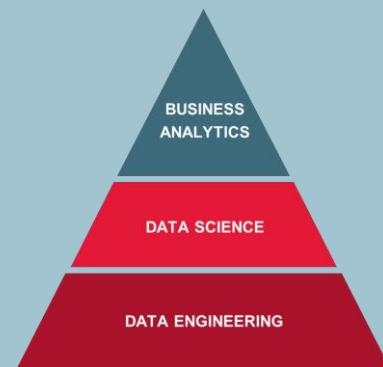 BUSINESS
ANALYTICS
DATA SCIENCE
DATA ENGINEERING